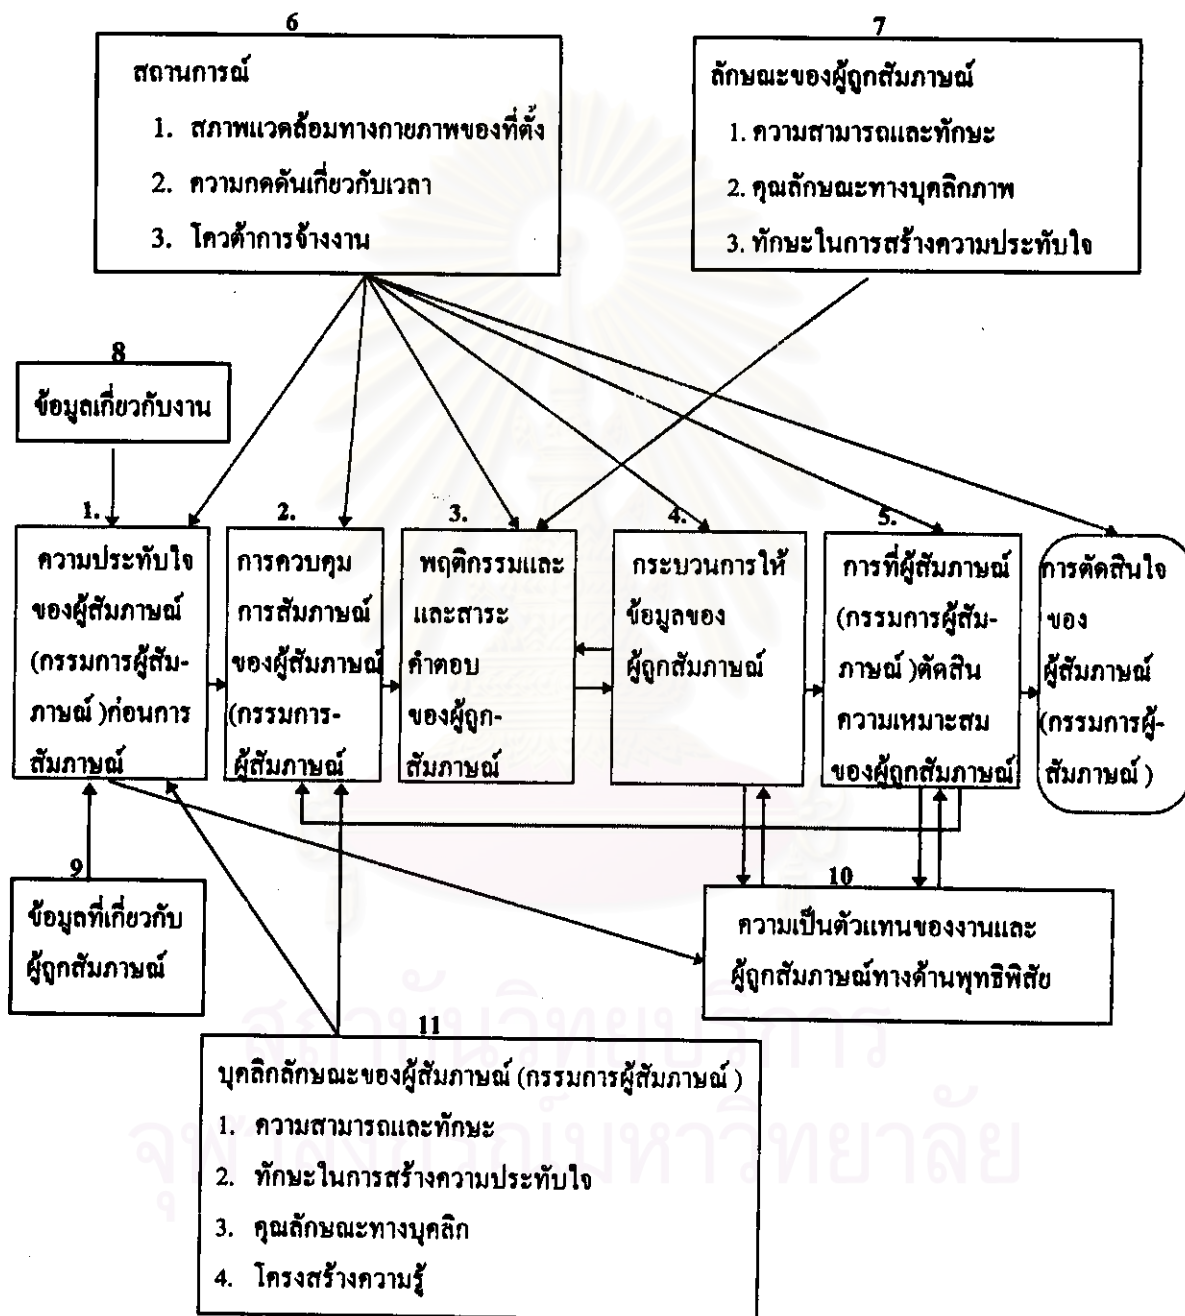 6
สถานการณ์
1. สภาพแวดล้อมทางกายภาพของที่ตั้ง
2. ความกดดันเกี่ยวกับเวลา
3. โควต้าการจ้างงาน
7
ลักษณะของผู้ถูกสัมภาษณ์
1. ความสามารถและทักษะ
2. คุณลักษณะทางบุคลิกภาพ
3. ทักษะในการสร้างความประทับใจ
8
ข้อมูลเกี่ยวกับงาน
1.
ความประทับใจ
ของผู้สัมภาษณ์
(กรรมการผู้สัม-
ภาษณ์ )ก่อนการ
สัมภาษณ์
2.
การควบคุม
การสัมภาษณ์
ของผู้สัมภาษณ์
(กรรมการ-
ผู้สัมภาษณ์)
3.
พฤติกรรมและ
และสาระ
คำตอบ
ของผู้ถูก-
สัมภาษณ์
4.
กระบวนการให้
ข้อมูลของ
ผู้ถูกสัมภาษณ์
5.
การที่ผู้สัมภาษณ์
(กรรมการผู้สัม-
ภาษณ์ )ตัดสิน
ความเหมาะสม
ของผู้ถูกสัมภาษณ์
การตัดสินใจ
ของ
ผู้สัมภาษณ์
(กรรมการผู้-
สัมภาษณ์ )
9
ข้อมูลที่เกี่ยวกับ
ผู้ถูกสัมภาษณ์
10
ความเป็นตัวแทนของงานและ
ผู้ถูกสัมภาษณ์ทางด้านพุทธิพิสัย
11
บุคลิกลักษณะของผู้สัมภาษณ์ (กรรมการผู้สัมภาษณ์ )
1. ความสามารถและทักษะ
2. ทักษะในการสร้างความประทับใจ
3. คุณลักษณะทางบุคลิก
4. โครงสร้างความรู้
สถาบันวิทยบริการ
จุฬาลงกรณ์มหาวิทยาลัย